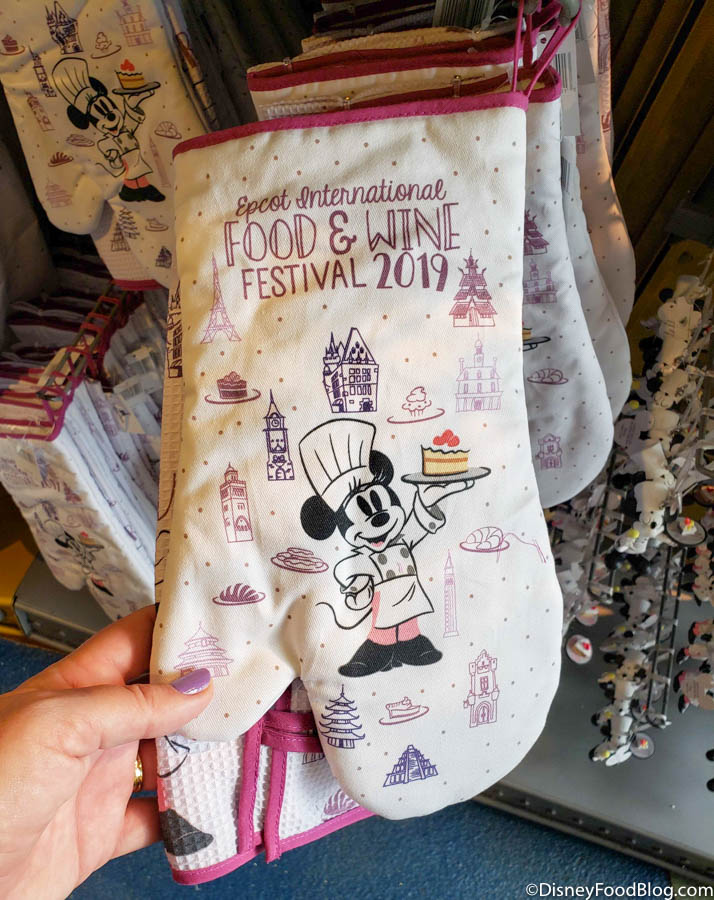 Epcot International
FOOD & WINE
FESTIVAL 2019
©DisneyFoodBlog.com